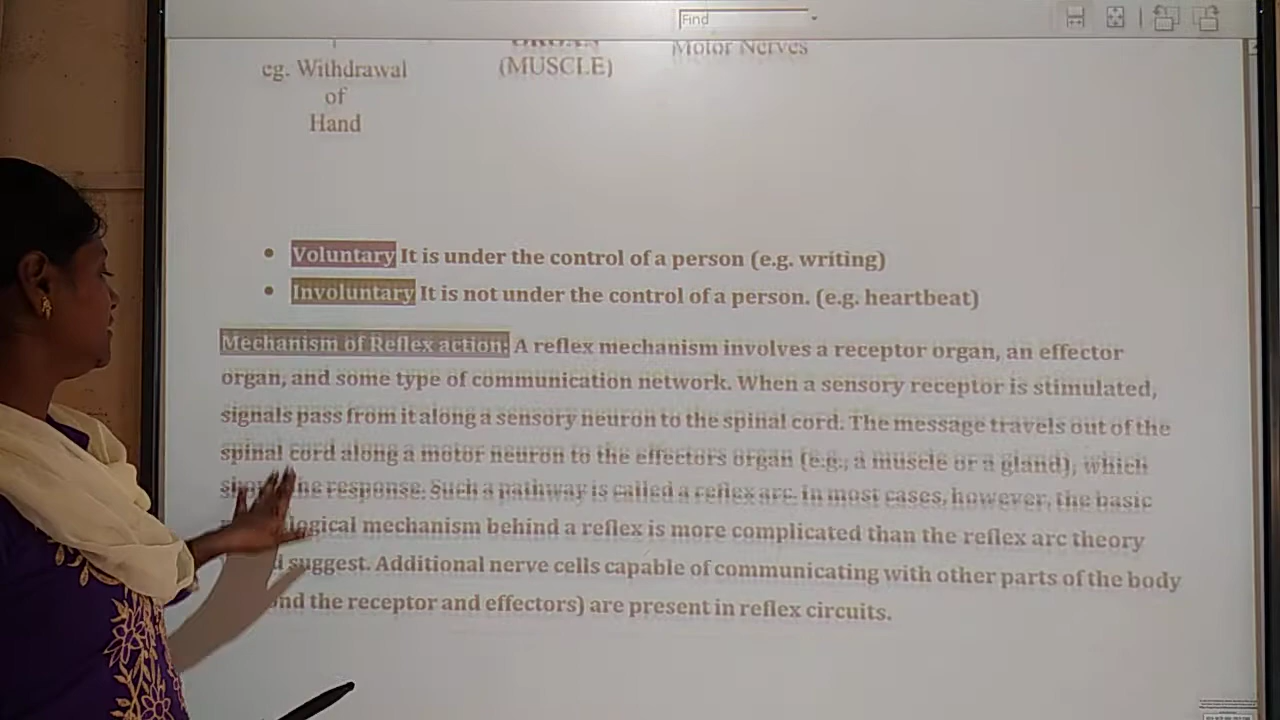 Find
Motor Nerves
eg. Withdrawal
(MUSCLE)
of
Hand
• Voluntary It is under the control of a person (e.g. writing)
• Involuntary It is not under the control of a person. (e.g. heartbeat)
Mechanism of Reflex action: A reflex mechanism involves a receptor organ, an effector
organ, and some type of communication network. When a sensory receptor is stimulated,
signals pass from it along a sensory neuron to the spinal cord. The message travels out of the
spinal cord along a motor neuron to the effectors organ (e.g., a muscle or a gland), which
the response. Such a pathway is called a reflex arc. In most cases, however, the basic
mechanism behind a reflex is more complicated than the reflex arc theory
suggest. Additional nerve cells capable of communicating with other parts of the body
the receptor and effectors) are present in reflex circuits.